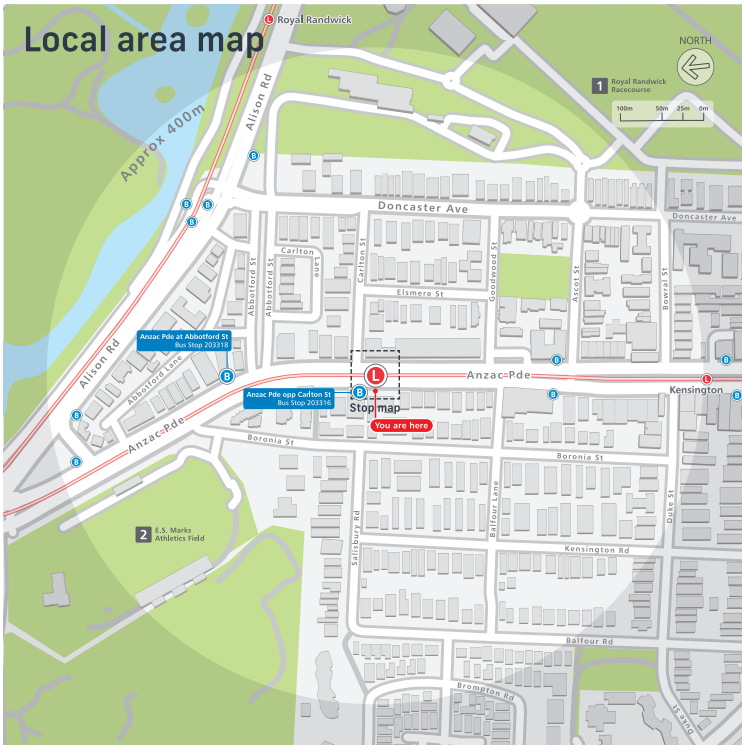 Local area map
L Royal Randwick
NORTH
1 Royal Randwick
Racecourse
100m 50m 25m 0m
Alison Rd
Approx 400m
B
B
B
B
Doncaster Ave
Doncaster Ave
Carlton
Lane
Carlton St
Abbotford St
Abbotford St
Goodwood St
Ascot St
Bowral St
Elsmere St
Anzac Pde at Abbotford St
Bus Stop 203318
B
Alison Rd
Abbotford Lane
L
Anzac Pde
B
B
L
Kensington
Anzac Pde opp Carlton St
Bus Stop 203316
B
B
B
Stop map
You are here
B
B
Anzac Pde
Boronia St
Boronia St
Salisbury Rd
Balfour Lane
Duke St
2 E.S. Marks
Athletics Field
Kensington Rd
Balfour Rd
Brompton Rd
Duke St